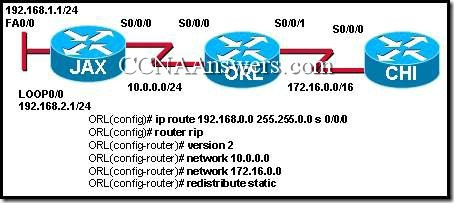 192.168.1.1/24
FA0/0
S0/0/0
S0/0/0
S0/0/1
S0/0/0
JAX
ORL
CHI
CCNAAnswers.com
10.0.0.0/24
172.16.0.0/16
LOOP0/0
192.168.2.1/24
ORL(config)# ip route 192.168.0.0 255.255.0.0 s 0/0/0
ORL(config)# router rip
ORL(config-router)# version 2
ORL(config-router)# network 10.0.0.0
ORL(config-router)# network 172.16.0.0
ORL(config-router)# redistribute static